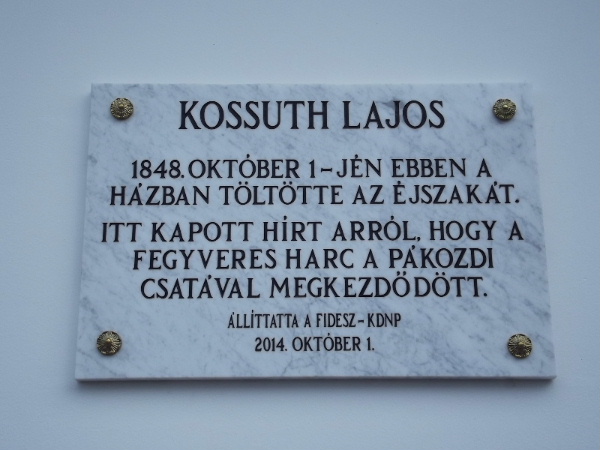 KOSSUTH LAJOS
1848. OKTÓBER 1-JÉN EBBEN A
HÁZBAN TÖLTÖTTE AZ ÉJSZAKÁT.
ITT KAPOTT HÍRT ARRÓL, HOGY A
FEGYVERES HARC A PÁKOZDI
CSATÁVAL MEGKEZDŐDÖTT.
ÁLLÍTTATTA A FIDESZ-KDNP
2014. OKTÓBER 1.